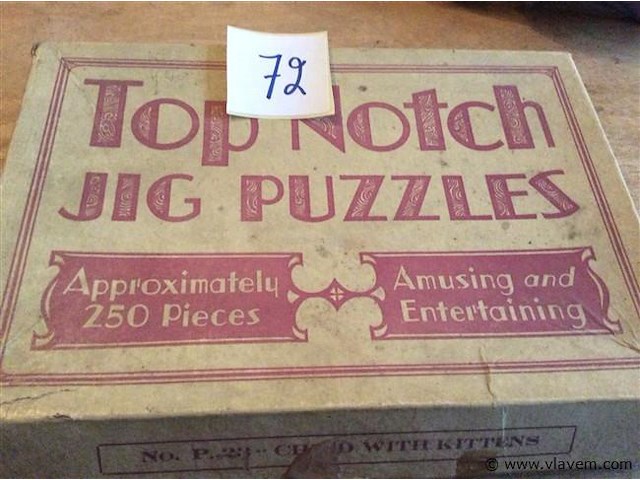 72
Top Notch
JIG PUZZLES
Approximately
250 Pieces
Amusing and
Entertaining
No. WITH KITTENS
© www.vlavem.com